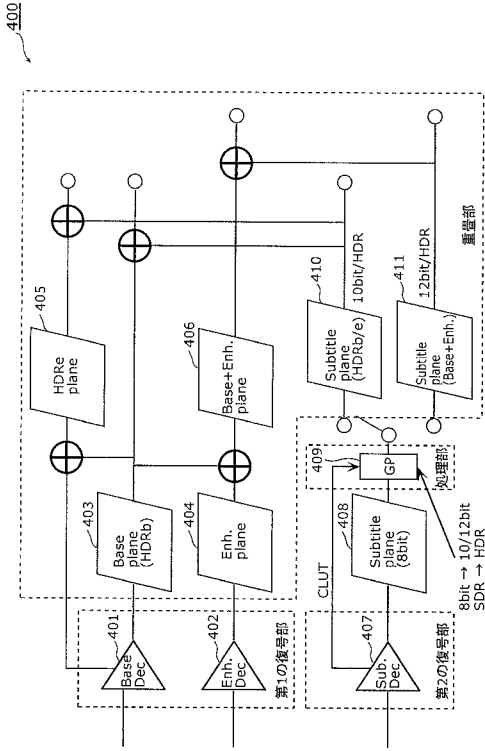 400
405
HDRe
plane
403
Base
plane
(HDRb)
404
Enh.
plane
406
Base+Enh.
plane
401
Base
Dec
402
Enh.
Dec
第1の復号部
410
Subtitle
plane
(HDRb/e)
10bit/HDR
411
Subtitle
plane
(Base+Enh.)
12bit/HDR
重畳部
407
Sub.
Dec
第2の復号部
CLUT
408
Subtitle
plane
(8bit)
409
GP
処理部
8bit → 10/12bit
SDR → HDR